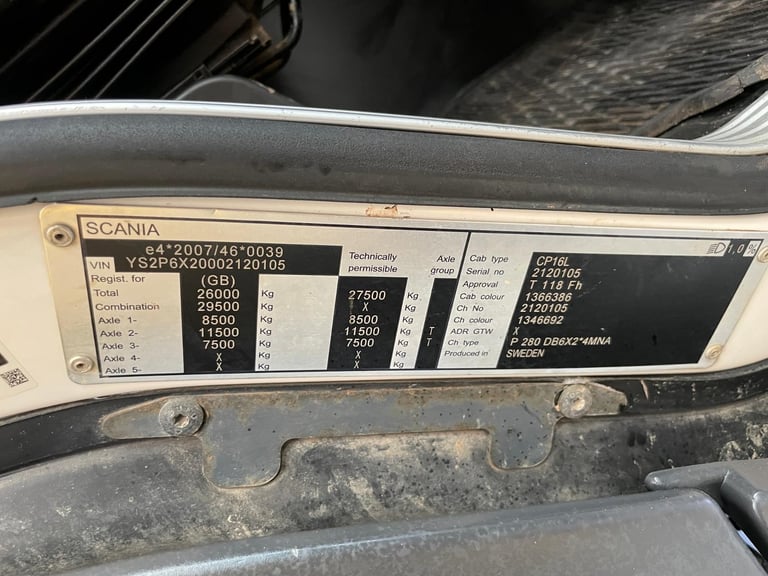 SCANIA
e4*2007/46*0039
VIN YS2P6X20002120105
Regist. for (GB) Technically permissible Axle group
Total 26000 Kg 27500 Kg
Combination 29500 Kg X Kg
Axle 1- 8500 Kg 8500 Kg
Axle 2- 11500 Kg 11500 Kg T
Axle 3- 7500 Kg 7500 Kg T
Axle 4- X Kg X Kg
Axle 5- X Kg X Kg
1,0 %
Cab type CP16L
Serial no 2120105
Approval T 118 Fh
Cab colour 1366386
Ch No 2120105
Ch colour 1346692
ADR GTW X
Ch type P 280 DB6X2*4MNA
Produced in SWEDEN